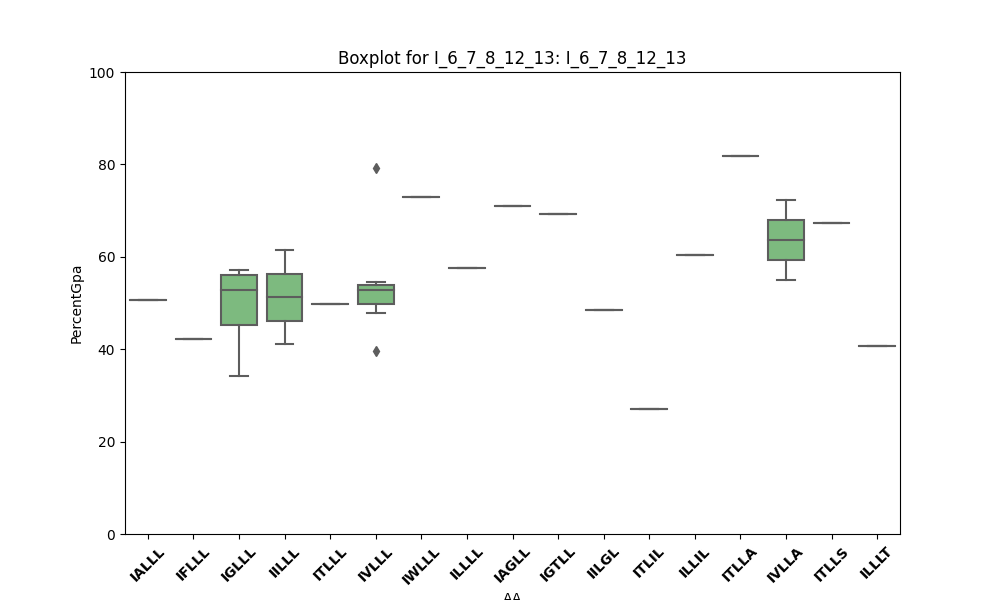 Boxplot for I_6_7_8_12_13: I_6_7_8_12_13
PercentGpa
100
80
60
40
20
0
IALLL
IFLLL
IGLLL
IILLL
ITLLL
IVLLL
IWLLL
ILLLL
IAGLL
IGTLL
IILGL
ITLIL
ILLIL
ITLLA
IVLLA
ITLLS
ILLLT
AA